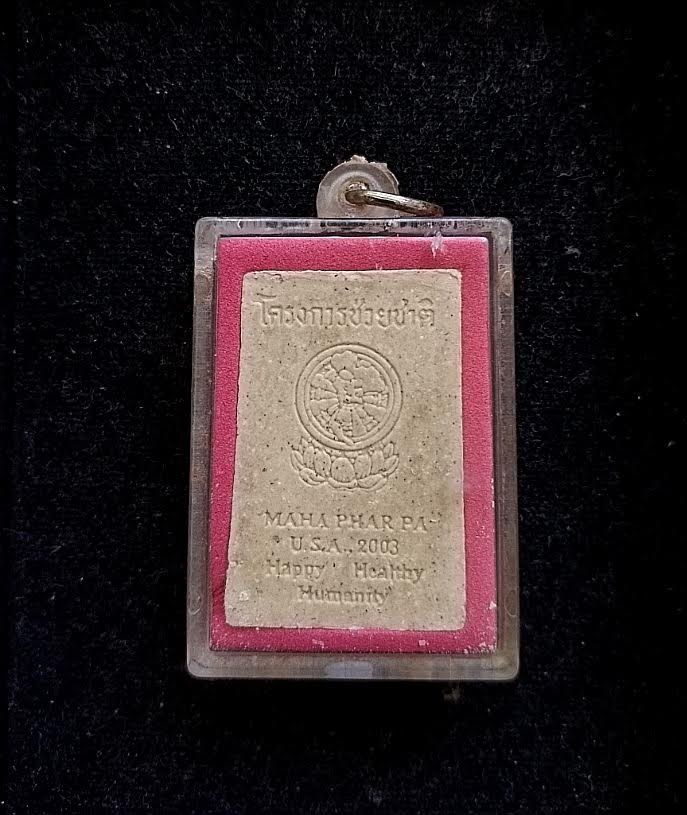 โครงการช่วยชาติ
MAHA PHAR PA
U.S.A., 2003
Happy Healthy
Humanity